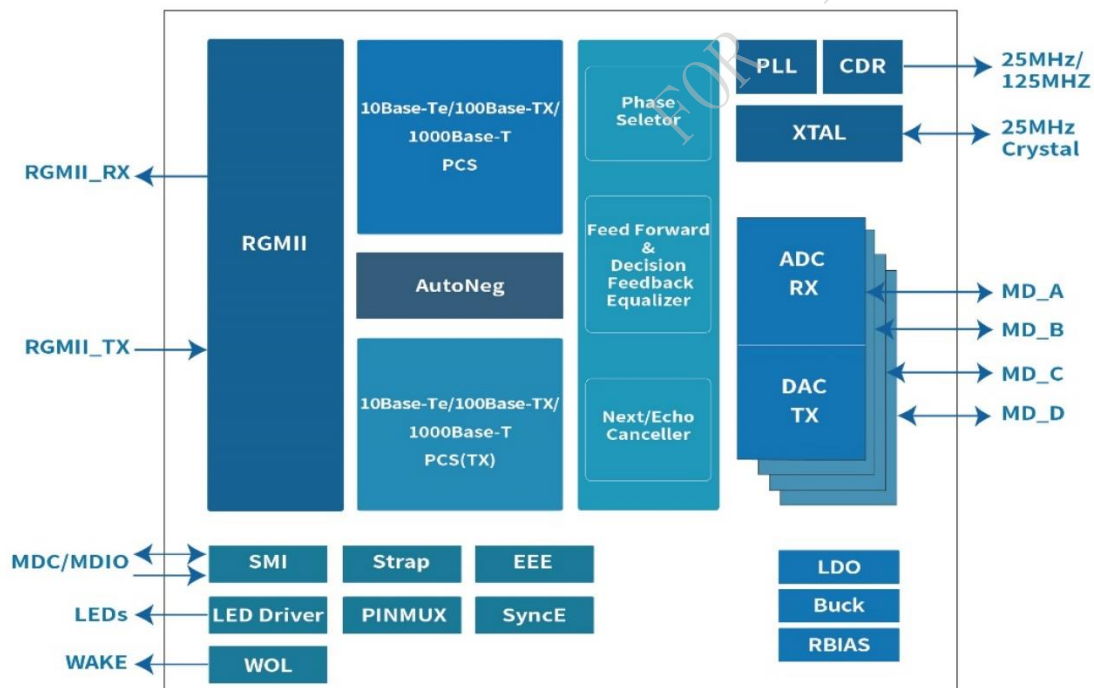 RGMII_RX
RGMII_TX
RGMII
10Base-Te/100Base-TX/
1000Base-T
PCS
AutoNeg
10Base-Te/100Base-TX/
1000Base-T
PCS(TX)
Phase
Seletor
Feed Forward
&
Decision
Feedback
Equalizer
Next/Echo
Canceller
FOR
PLL
CDR
25MHz/
125MHZ
XTAL
25MHz
Crystal
ADC
RX
DAC
TX
MD_A
MD_B
MD_C
MD_D
MDC/MDIO
SMI
Strap
EEE
LEDs
LED Driver
PINMUX
SyncE
WAKE
WOL
LDO
Buck
RBIAS